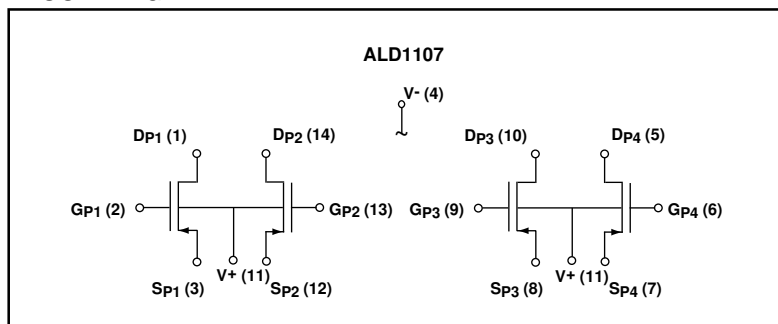 ALD1107
V- (4)
DP1 (1) DP2 (14) DP3 (10) DP4 (5)
~
GP1 (2) GP2 (13) GP3 (9) GP4 (6)
V+ (11) V+ (11)
SP1 (3) SP2 (12) SP3 (8) SP4 (7)